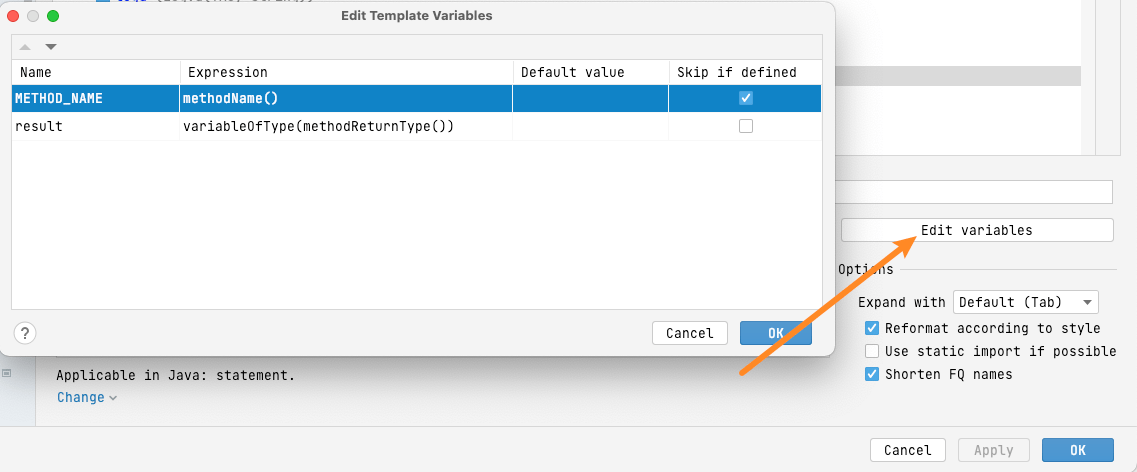 Edit Template Variables
Name Expression Default value Skip if defined
METHOD_NAME methodName()
result variableOfType(methodReturnType())
? Cancel OK
Edit variables
Options
Expand with Default (Tab)
Reformat according to style
Use static import if possible
Shorten FQ names
Applicable in Java: statement.
Change
Cancel Apply OK